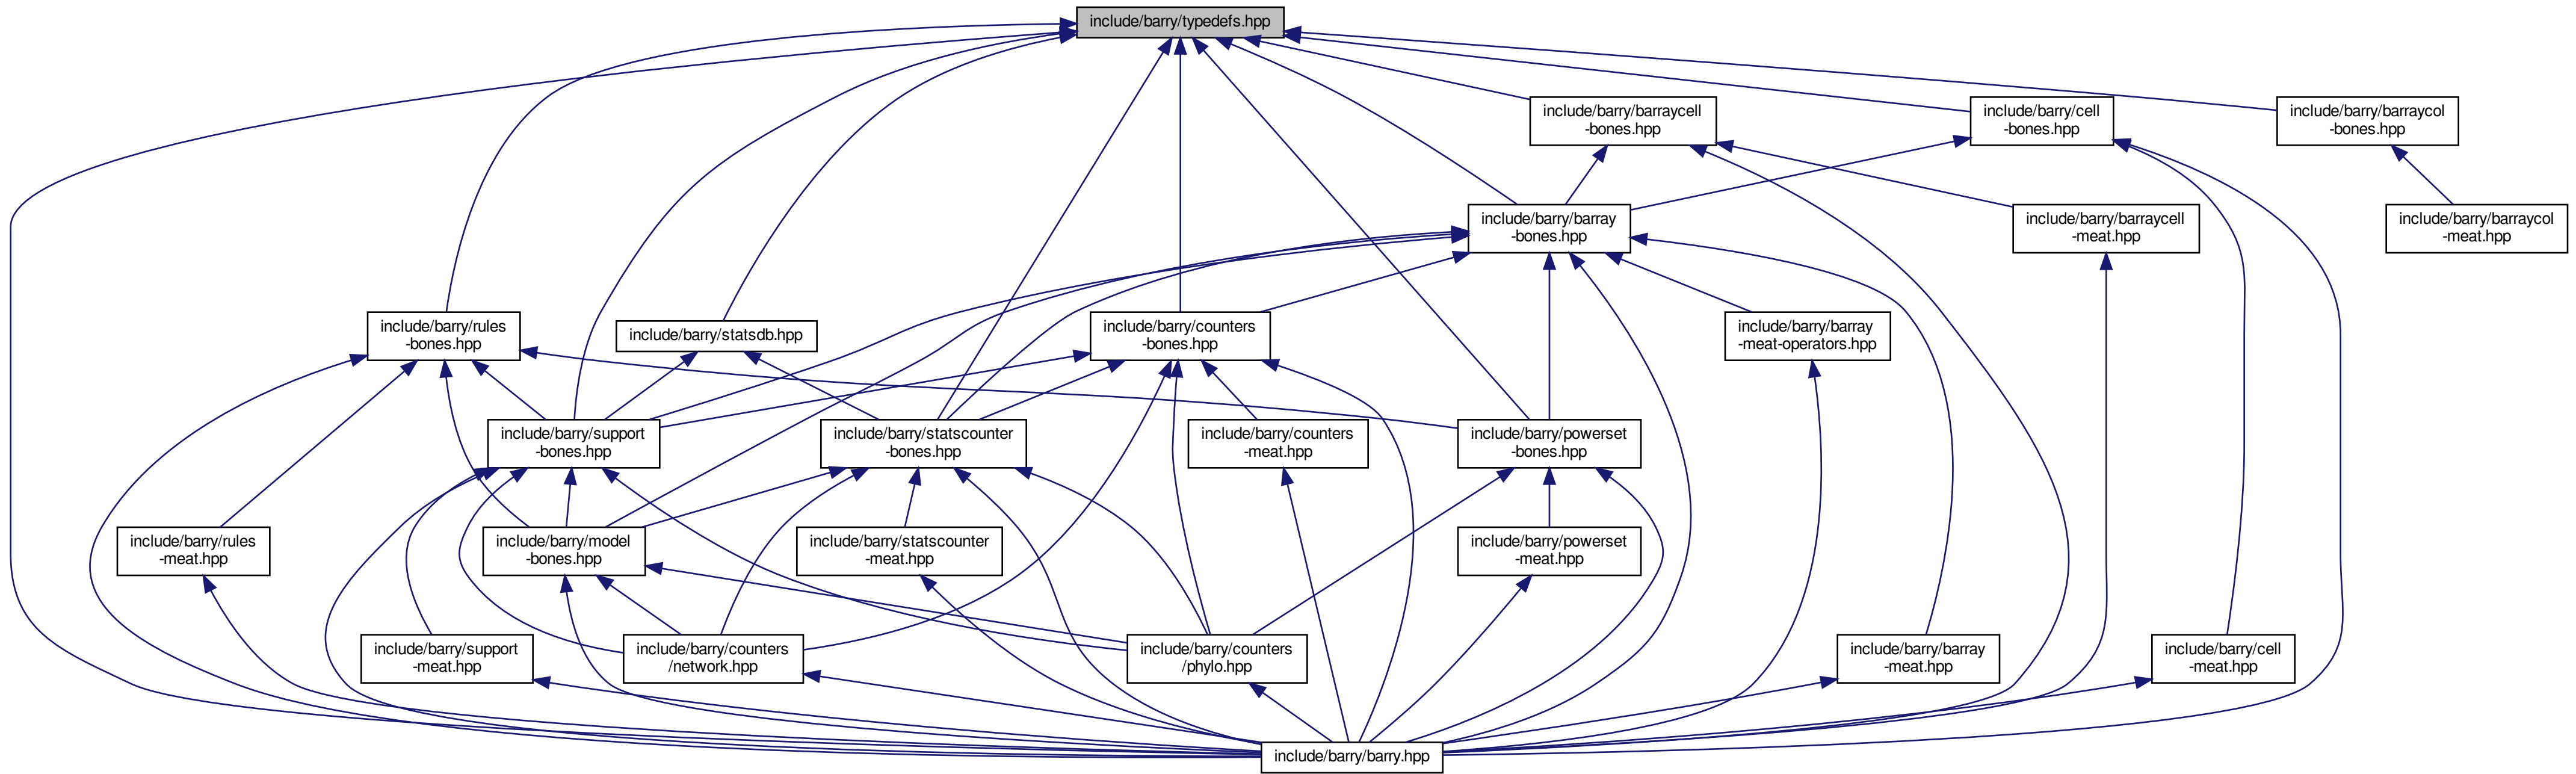 include/barry/typedefs.hpp
include/barry/barraycell
-bones.hpp
include/barry/cell
-bones.hpp
include/barry/barraycol
-bones.hpp
include/barry/barray
-bones.hpp
include/barry/barraycell
-meat.hpp
include/barry/barraycol
-meat.hpp
include/barry/rules
-bones.hpp
include/barry/statsdb.hpp
include/barry/counters
-bones.hpp
include/barry/barray
-meat-operators.hpp
include/barry/support
-bones.hpp
include/barry/statscounter
-bones.hpp
include/barry/counters
-meat.hpp
include/barry/powerset
-bones.hpp
include/barry/rules
-meat.hpp
include/barry/model
-bones.hpp
include/barry/statscounter
-meat.hpp
include/barry/powerset
-meat.hpp
include/barry/support
-meat.hpp
include/barry/counters
/network.hpp
include/barry/counters
/phylo.hpp
include/barry/barray
-meat.hpp
include/barry/cell
-meat.hpp
include/barry/barry.hpp